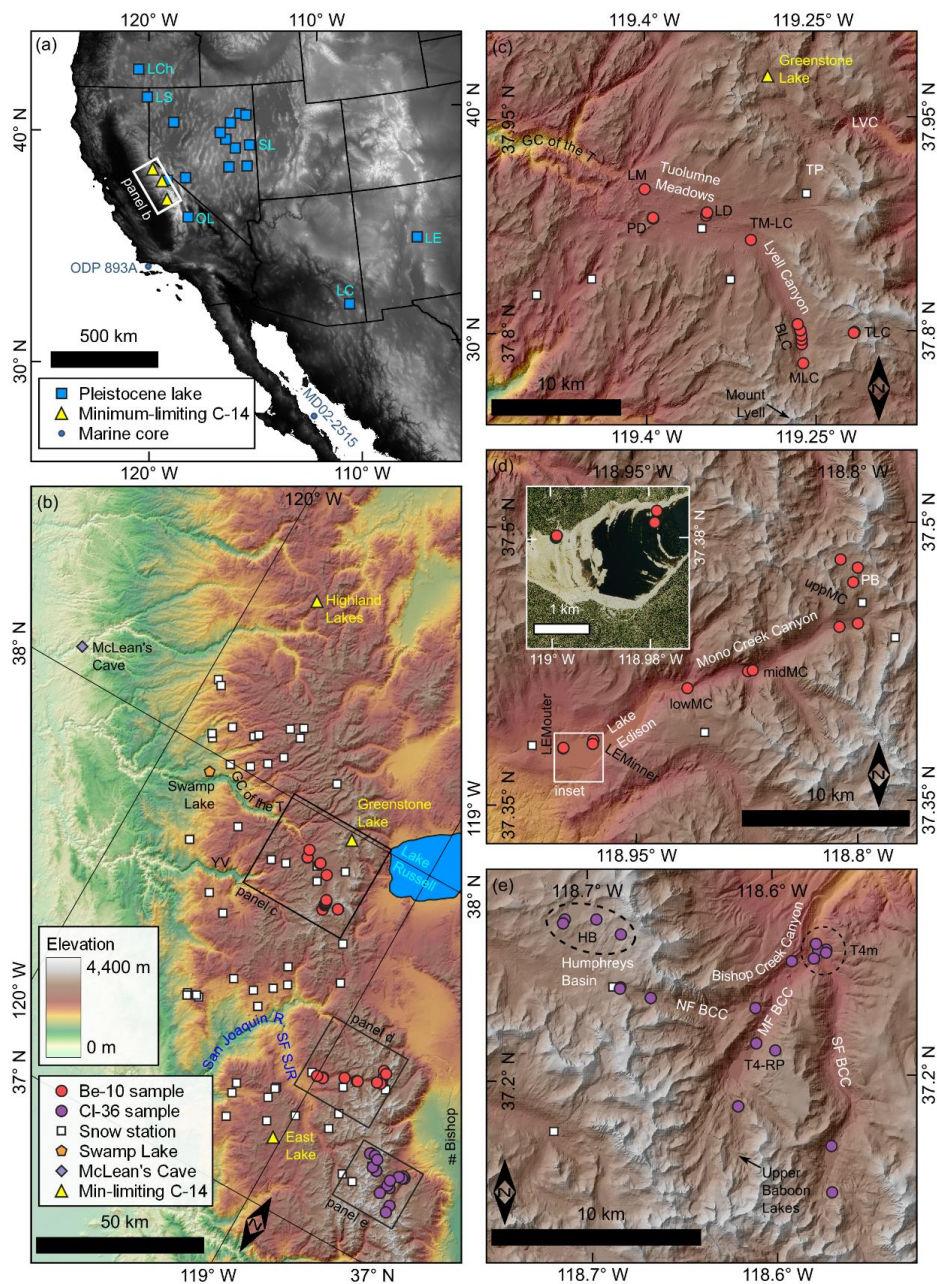 (a)
120° W
110° W
40° N
30° N
LCh
LS
SL
OL
LE
LC
panel b
ODP 893A
MD02-2515
500 km
Pleistocene lake
Minimum-limiting C-14
Marine core
120° W
110° W
40° N
30° N
(b)
120° W
38° N
McLean's
Cave
Highland
Lakes
Swamp
Lake
GC of the T
Greenstone
Lake
119° W
Lake
Russell
YV
panel c
38° N
120° W
Elevation
4,400 m
0 m
San Joaquin R
SF SJR
panel d
37° N
East
Lake
# Bishop
panel e
Be-10 sample
Cl-36 sample
Snow station
Swamp Lake
McLean's Cave
Min-limiting C-14
50 km
N
119° W
37° N
(c)
119.4° W
119.25° W
37.95° N
37.95° N
Greenstone
Lake
LVC
GC of the T
Tuolumne
Meadows
TP
LM
LD
PD
TM-LC
Lyell Canyon
BLC
TLC
MLC
37.8° N
37.8° N
Mount
Lyell
10 km
N
119.4° W
119.25° W
(d)
118.95° W
118.8° W
37.5° N
37.5° N
37.38° N
1 km
119° W
118.98° W
PB
uppMC
Mono Creek Canyon
midMC
lowMC
Lake
Edison
LEMouter
LEMinner
inset
N
37.35° N
37.35° N
10 km
118.95° W
118.8° W
(e)
118.7° W
118.6° W
HB
Humphreys
Basin
Bishop Creek Canyon
T4m
NF BCC
MF BCC
SF BCC
T4-RP
37.2° N
37.2° N
Upper
Baboon
Lakes
N
10 km
118.7° W
118.6° W